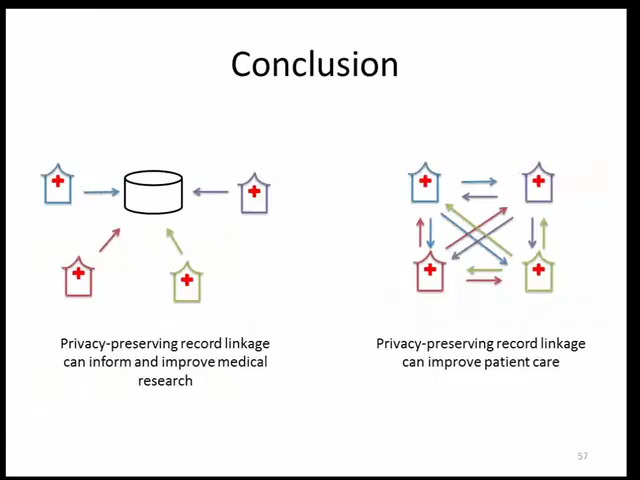 Conclusion
Privacy-preserving record linkage
can inform and improve medical
research
Privacy-preserving record linkage
can improve patient care
57